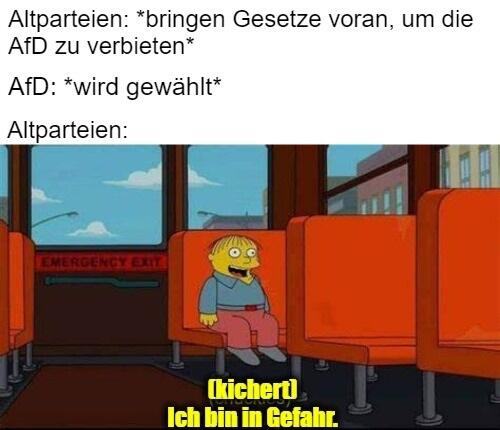 Altparteien: *bringen Gesetze voran, um die
AfD zu verbieten*
AfD: *wird gewählt*
Altparteien:
EMERGENCY EXIT
(kichert)
Ich bin in Gefahr.